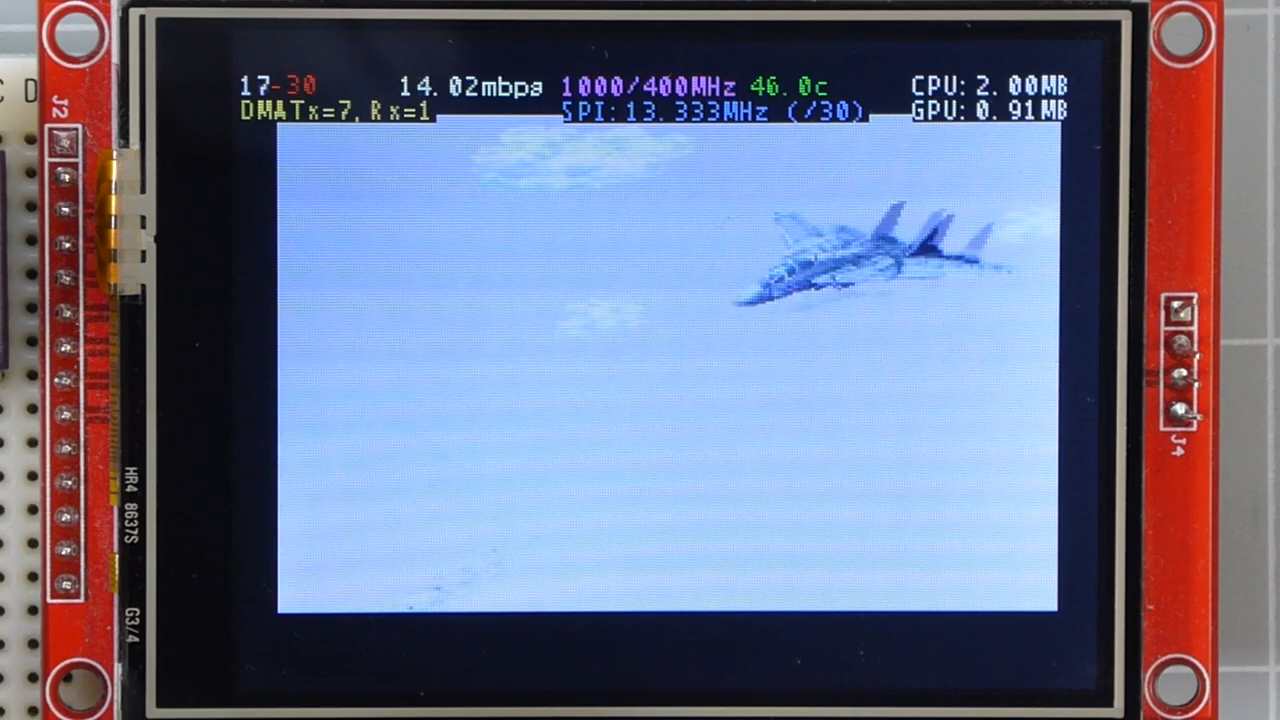 C D
J2
17-30 14.02mbps 1000/400MHz 46.0c CPU: 2.00MB
DMATx=7, Rx=1 SPI: 13.333MHz (/30) GPU: 0.91MB
J4
HR4 8637S G3/4